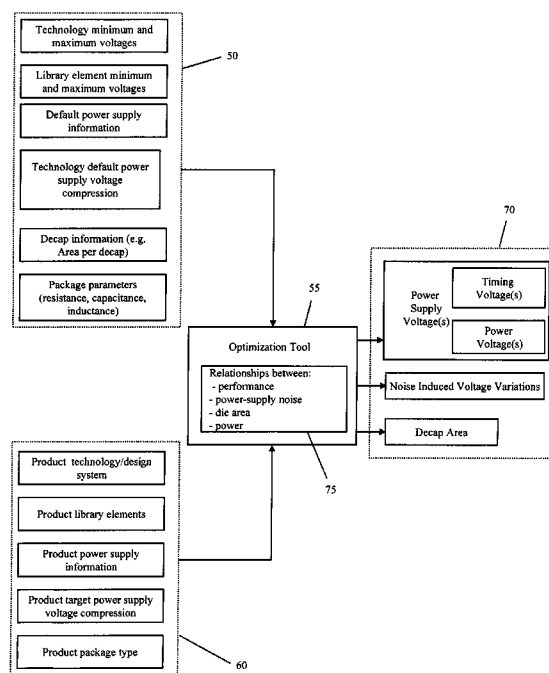 Technology minimum and
maximum voltages
50
Library element minimum
and maximum voltages
Default power supply
information
Technology default power
supply voltage
compression
Decap information (e.g.
Area per decap)
Package parameters
(resistance, capacitance,
inductance)
70
Power
Supply
Voltage(s)
Timing
Voltage(s)
Power
Voltage(s)
Noise Induced Voltage Variations
Decap Area
55
Optimization Tool
Relationships between:
- performance
- power-supply noise
- die area
- power
75
Product technology/design
system
Product library elements
Product power supply
information
Product target power supply
voltage compression
Product package type
60